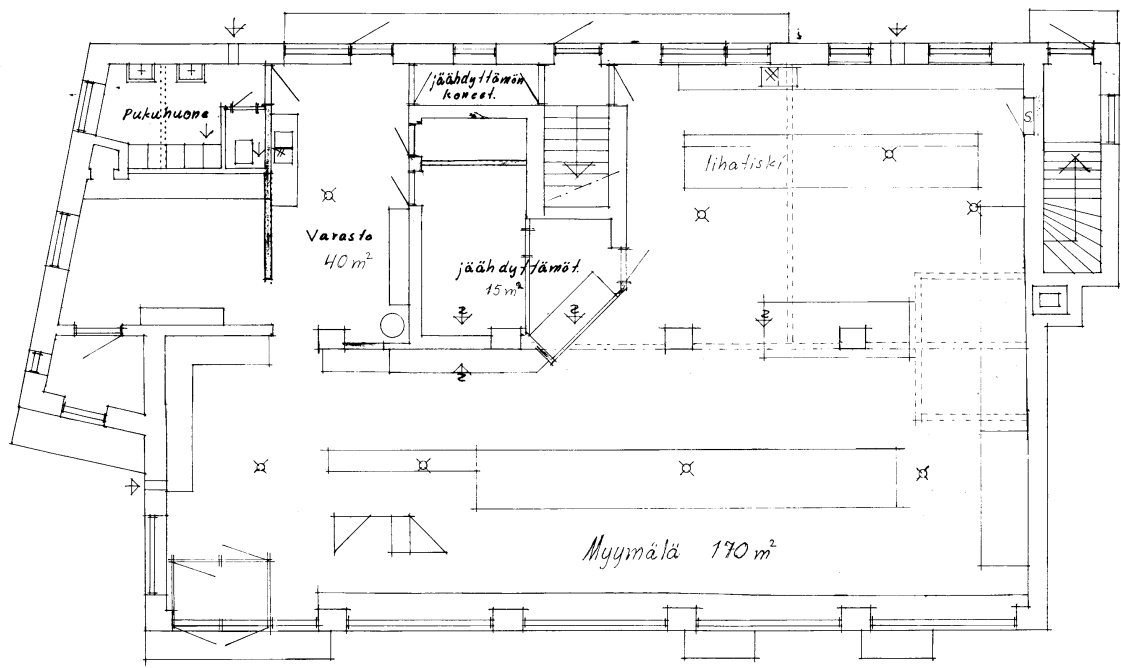 jäähdyttämön
koneet.
Pukuhuone
S
lihatiski
Varasto
40 m²
jäähdyttämöt.
15 m²
Myymälä 170 m²